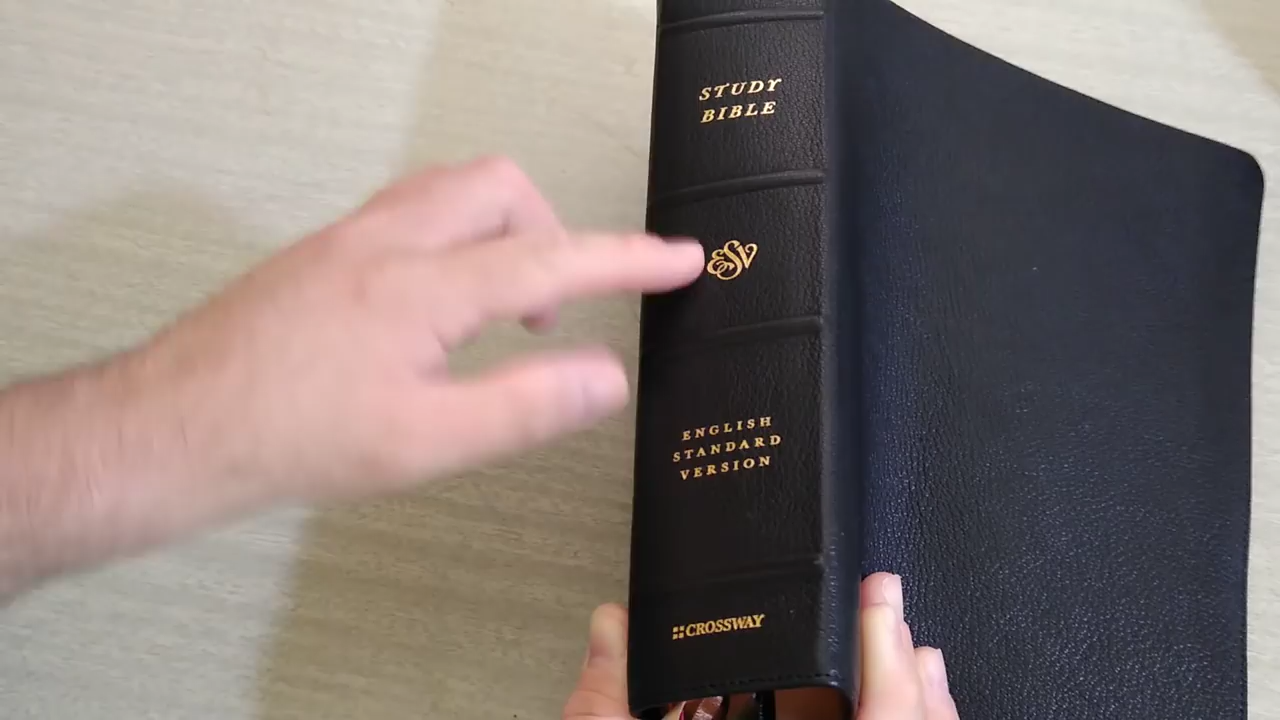 STUDY
BIBLE
ESV
ENGLISH
STANDARD
VERSION
CROSSWAY